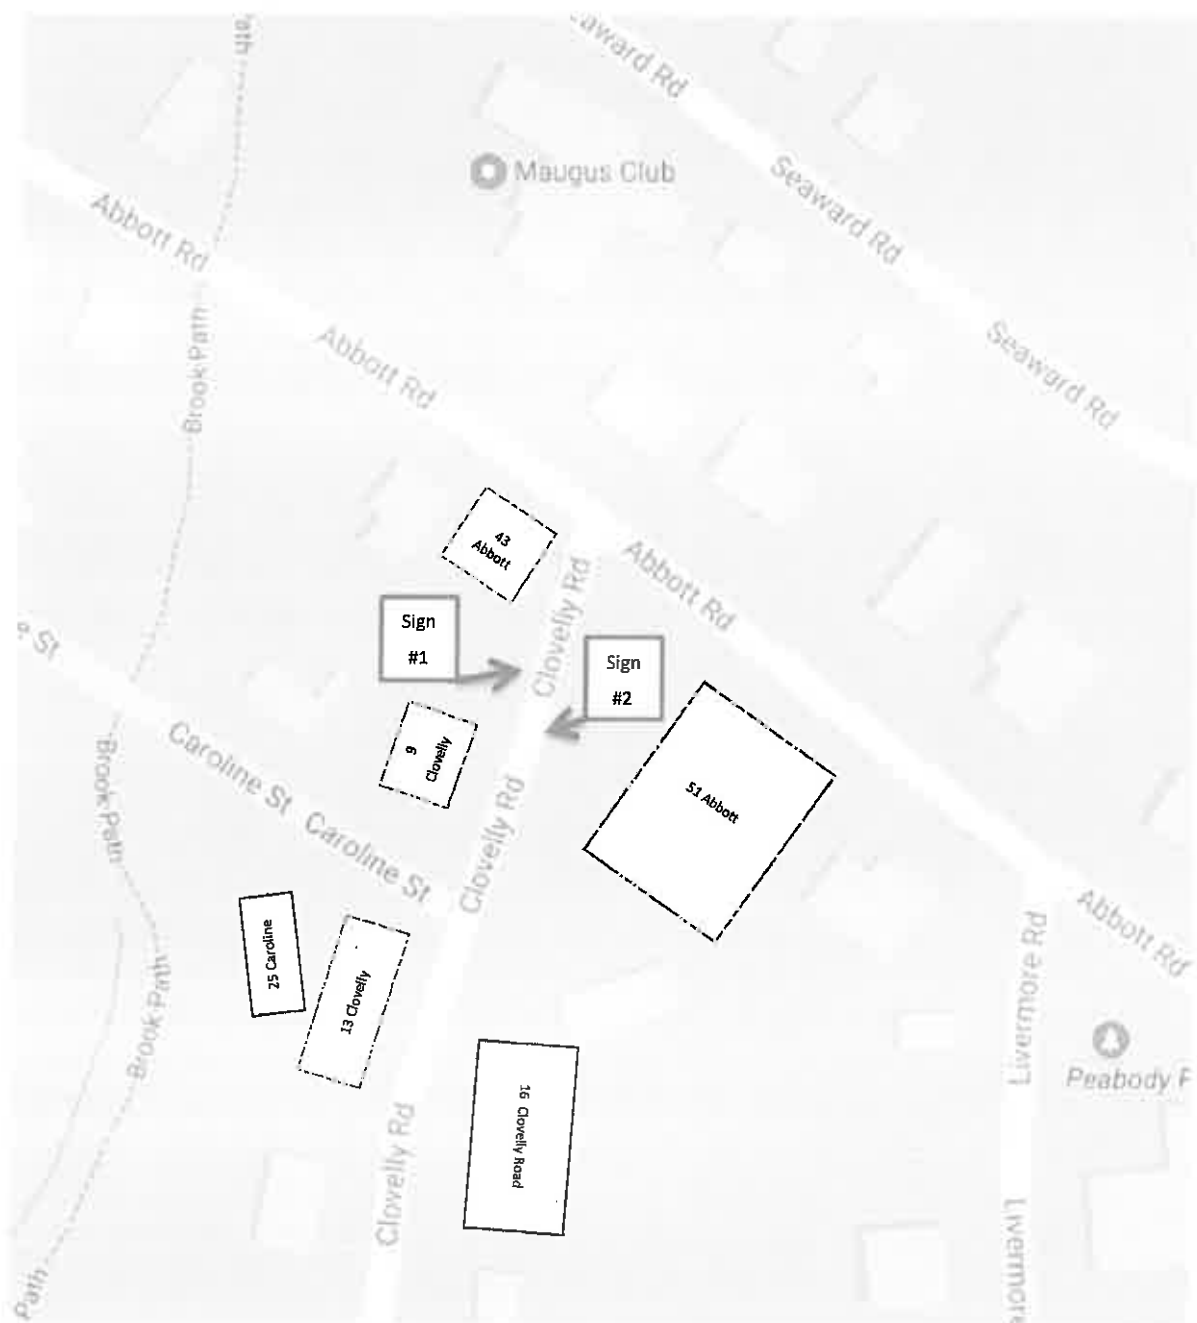 Seaward Rd
Maugus Club
Seaward Rd
Abbott Rd
Brook Path
Abbott Rd
Seaward Rd
43
Abbott
Clovelly Rd
Abbott Rd
Sign
#1
Sign
#2
e St
9
Clovelly
51 Abbott
Caroline St
Caroline St
Clovelly Rd
Brook Path
25 Caroline
13 Clovelly
Abbott Rd
Livermore Rd
Brook Path
Peabody P
16 Clovelly Road
Clovelly Rd
Livermore
Path